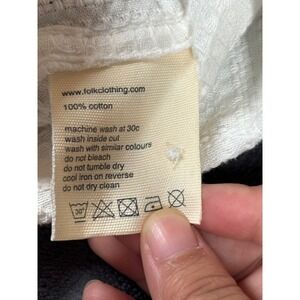 www.folkclothing.com
100% cotton
machine wash at 30c
wash inside out
wash with similar colours
do not bleach
do not tumble dry
cool iron on reverse
do not dry clean
30°